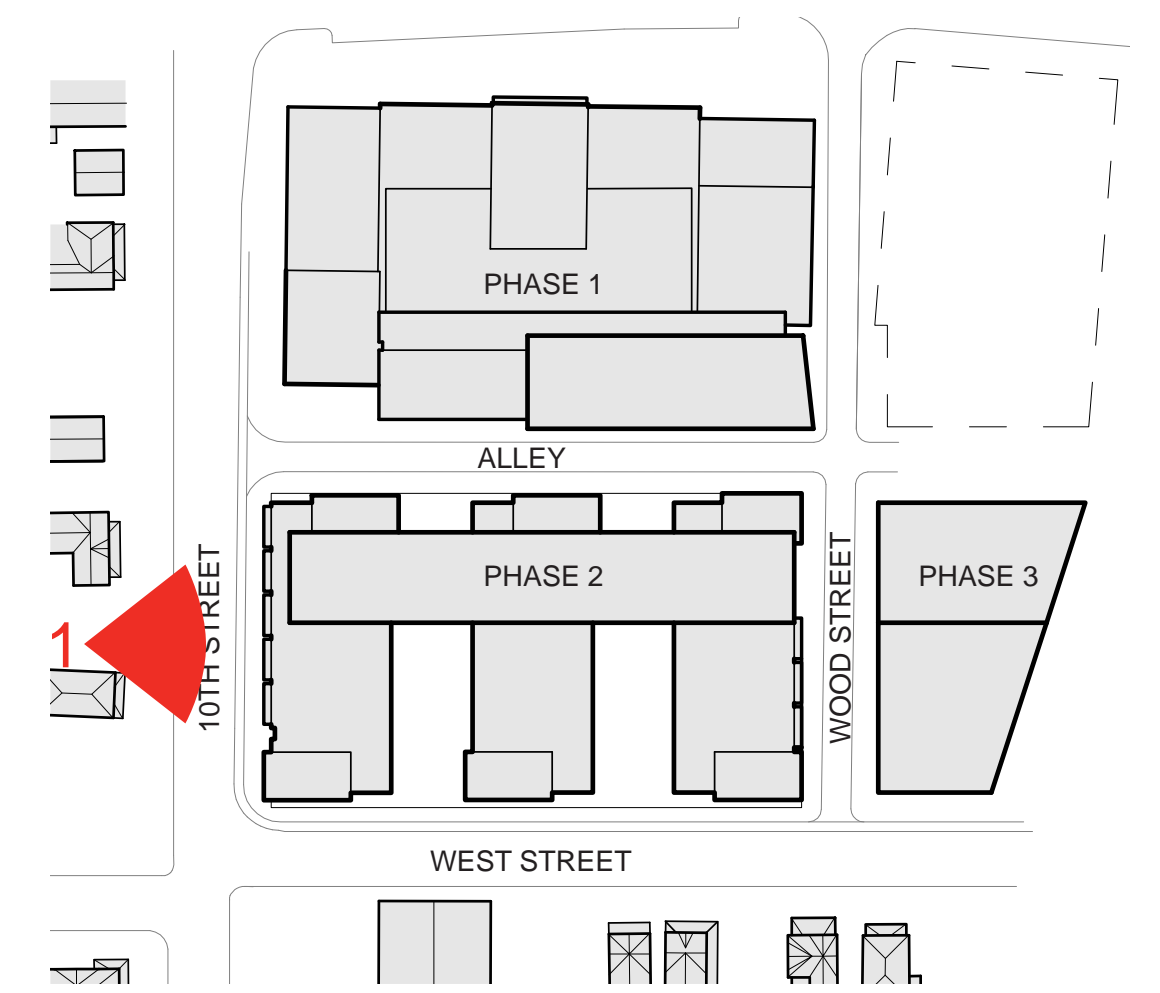 PHASE 1
ALLEY
PHASE 2
PHASE 3
10TH STREET
WOOD STREET
1
WEST STREET